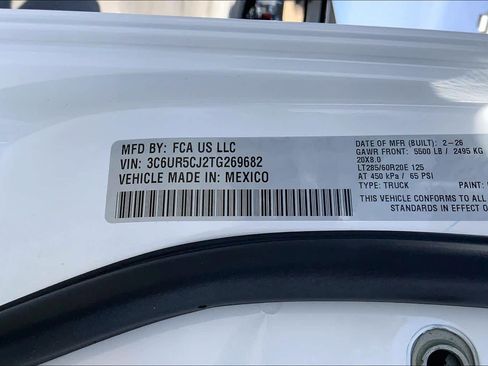 MFD BY: FCA US LLC
VIN: 3C6UR5CJ2TG269682
VEHICLE MADE IN: MEXICO
DATE OF MFR (BUILT): 2-26
GAWR FRONT: 5500 LB / 2495 KG
20X8.0
LT285/60R20E 125
AT 450 kPa / 65 PSI
TYPE: TRUCK PAINT:
THIS VEHICLE CONFORMS TO ALL
STANDARDS IN EFFECT O